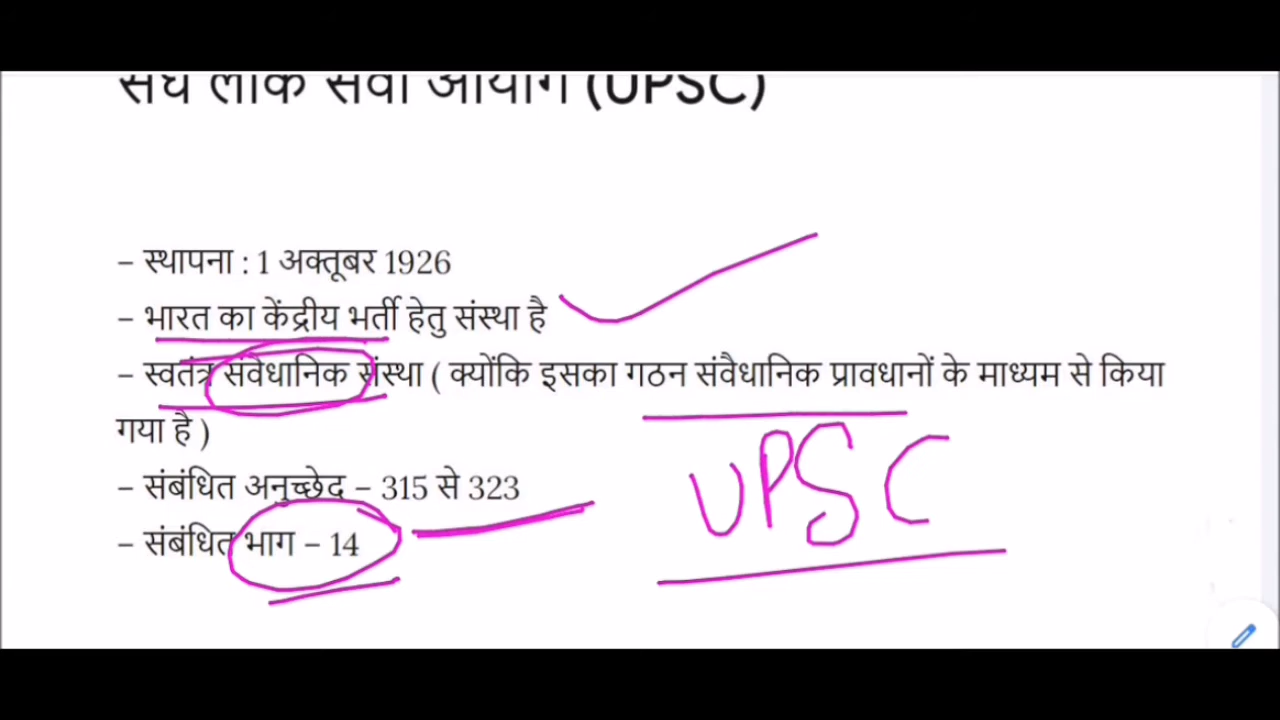 संघ लोक सेवा आयोग (UPSC)
– स्थापना : 1 अक्तूबर 1926
– भारत का केंद्रीय भर्ती हेतु संस्था है
– स्वतंत्र संवैधानिक संस्था ( क्योंकि इसका गठन संवैधानिक प्रावधानों के माध्यम से किया
गया है )
UPSC
– संबंधित अनुच्छेद – 315 से 323
– संबंधित भाग – 14